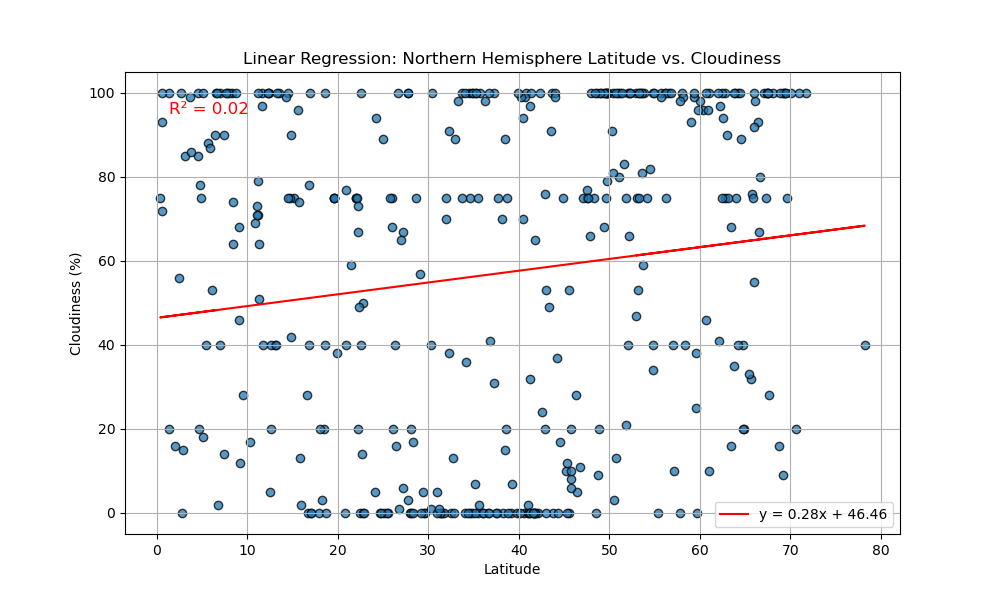 Linear Regression: Northern Hemisphere Latitude vs. Cloudiness
100
80
60
40
20
0
Cloudiness (%)
R² = 0.02
y = 0.28x + 46.46
0 10 20 30 40 50 60 70 80
Latitude